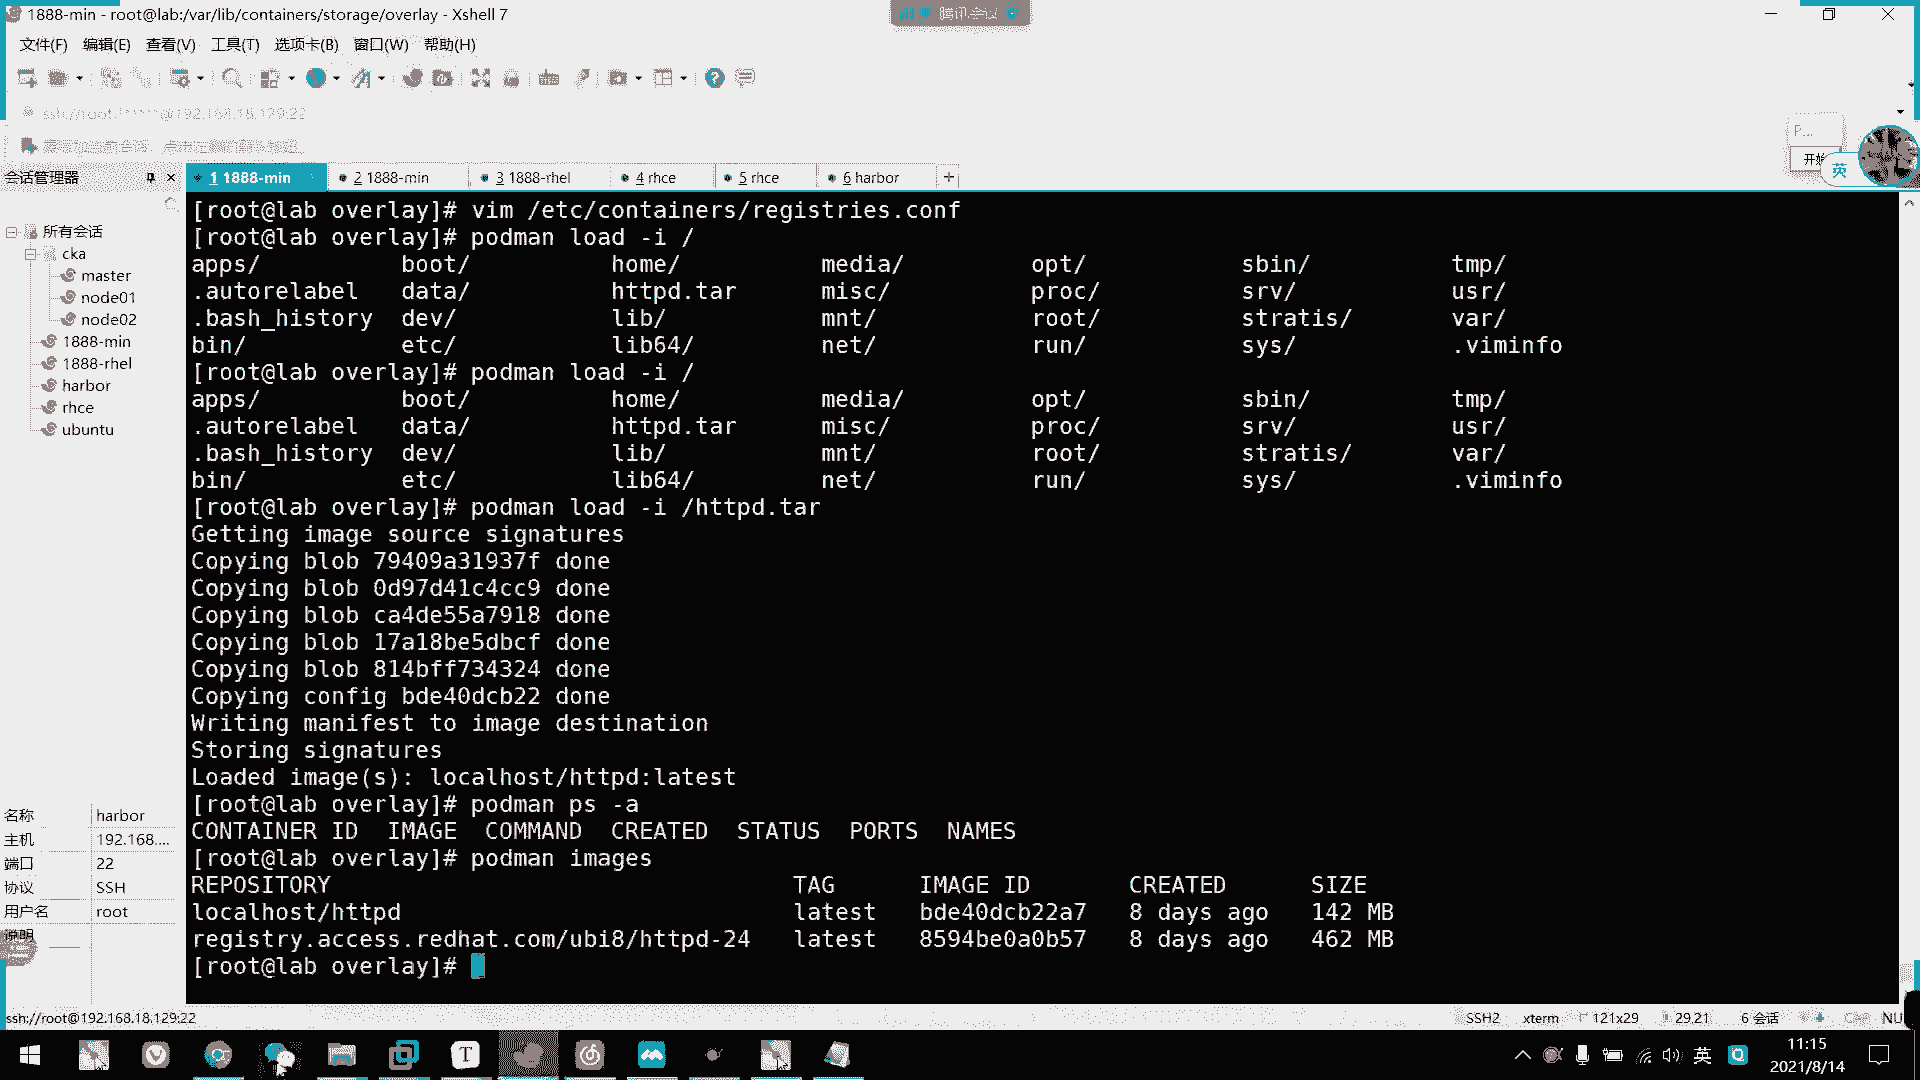 1888-min - root@lab:/var/lib/containers/storage/overlay - Xshell 7
腾讯会议
文件(F) 编辑(E) 查看(V) 工具(T) 选项卡(B) 窗口(W) 帮助(H)
P...
开始
英
会话管理器
1 1888-min 2 1888-min 3 1888-rhel 4 rhce 5 rhce 6 harbor
所有会话
cka
master
node01
node02
1888-min
1888-rhel
harbor
rhce
ubuntu
[root@lab overlay]# vim /etc/containers/registries.conf
[root@lab overlay]# podman load -i /
apps/ boot/ home/ media/ opt/ sbin/ tmp/
.autorelabel data/ httpd.tar misc/ proc/ srv/ usr/
.bash_history dev/ lib/ mnt/ root/ stratis/ var/
bin/ etc/ lib64/ net/ run/ sys/ .viminfo
[root@lab overlay]# podman load -i /
apps/ boot/ home/ media/ opt/ sbin/ tmp/
.autorelabel data/ httpd.tar misc/ proc/ srv/ usr/
.bash_history dev/ lib/ mnt/ root/ stratis/ var/
bin/ etc/ lib64/ net/ run/ sys/ .viminfo
[root@lab overlay]# podman load -i /httpd.tar
Getting image source signatures
Copying blob 79409a31937f done
Copying blob 0d97d41c4cc9 done
Copying blob ca4de55a7918 done
Copying blob 17a18be5dbcf done
Copying blob 814bff734324 done
Copying config bde40dcb22 done
Writing manifest to image destination
Storing signatures
Loaded image(s): localhost/httpd:latest
[root@lab overlay]# podman ps -a
CONTAINER ID IMAGE COMMAND CREATED STATUS PORTS NAMES
[root@lab overlay]# podman images
REPOSITORY TAG IMAGE ID CREATED SIZE
localhost/httpd latest bde40dcb22a7 8 days ago 142 MB
registry.access.redhat.com/ubi8/httpd-24 latest 8594be0a0b57 8 days ago 462 MB
[root@lab overlay]#
名称 harbor
主机 192.168....
端口 22
协议 SSH
用户名 root
说明
ssh://root@192.168.18.129:22
SSH2 xterm 121x29 29,21 6 会话 CAP NU
英
11:15
2021/8/14